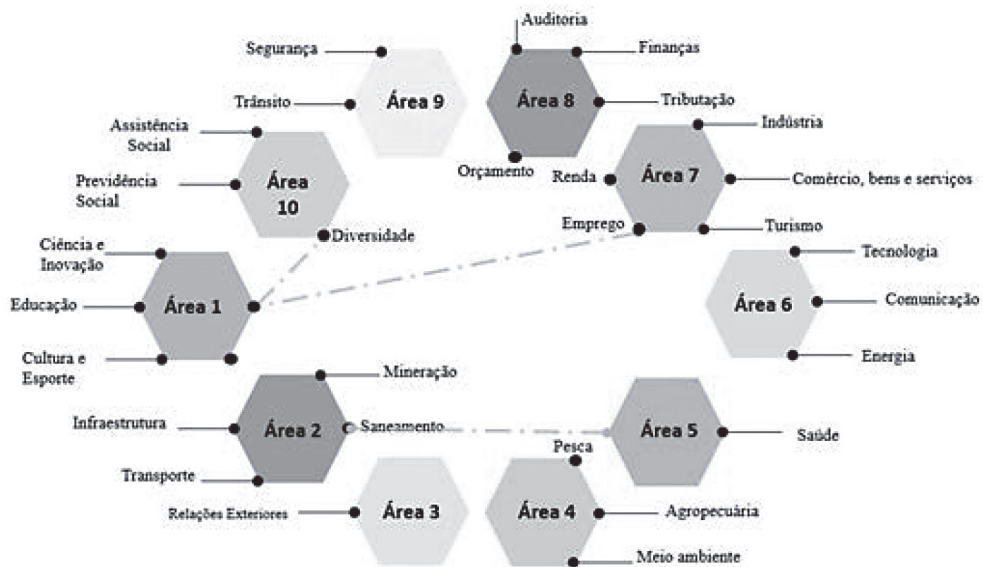 Auditoria
Segurança
Finanças
Área 9
Área 8
Trânsito
Tributação
Assistência
Social
Indústria
Orçamento
Renda
Área 7
Comércio, bens e serviços
Previdência
Social
Área
10
Emprego
Turismo
Diversidade
Ciência e
Inovação
Tecnologia
Educação
Área 1
Área 6
Comunicação
Cultura e
Esporte
Energia
Mineração
Infraestrutura
Área 2
Saneamento
Área 5
Saúde
Pesca
Transporte
Relações Exteriores
Área 3
Área 4
Agropecuária
Meio ambiente